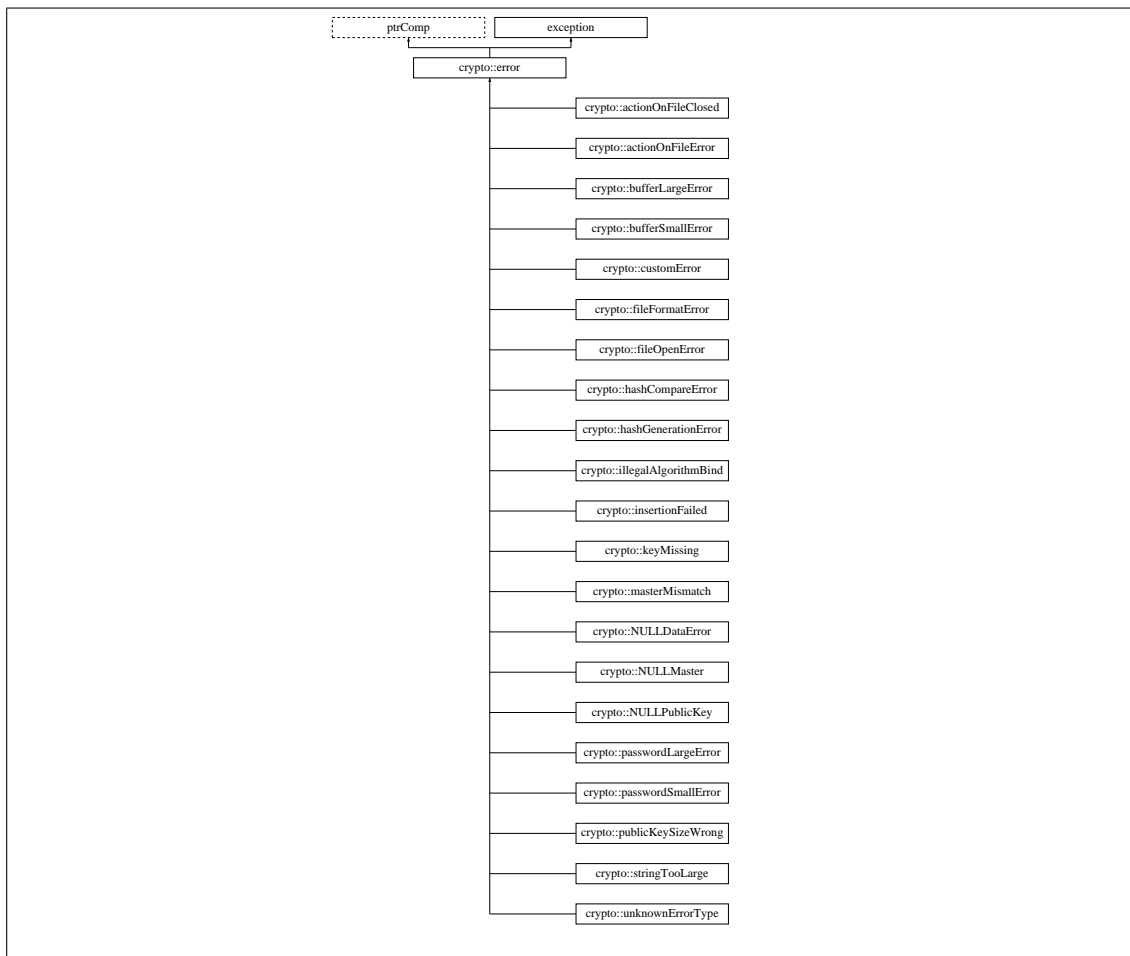 ptrComp
exception
crypto::error
crypto::actionOnFileClosed
crypto::actionOnFileError
crypto::bufferLargeError
crypto::bufferSmallError
crypto::customError
crypto::fileFormatError
crypto::fileOpenError
crypto::hashCompareError
crypto::hashGenerationError
crypto::illegalAlgorithmBind
crypto::insertionFailed
crypto::keyMissing
crypto::masterMismatch
crypto::NULLDataError
crypto::NULLMaster
crypto::NULLPublicKey
crypto::passwordLargeError
crypto::passwordSmallError
crypto::publicKeySizeWrong
crypto::stringTooLarge
crypto::unknownErrorType